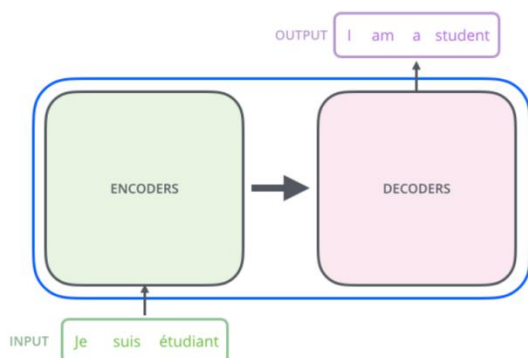 OUTPUT I am a student
ENCODERS DECODERS
INPUT Je suis étudiant